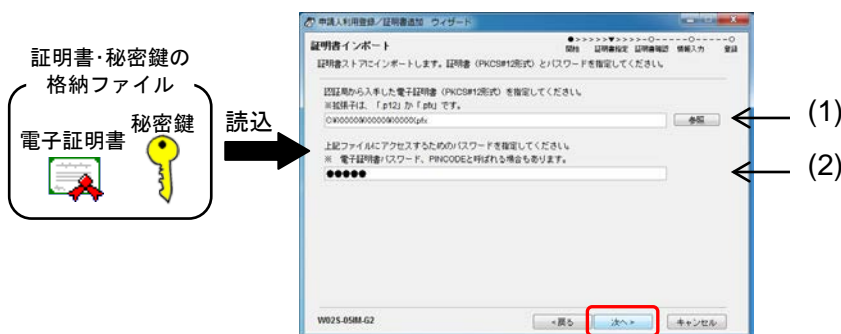 申請人利用登録/証明書追加 ウィザード
証明書インポート
●>>>>>▼>>>>-O-----O-----O
開始 証明書指定 証明書確認 情報入力 登録
証明書ストアにインポートします。証明書(PKCS#12形式)とパスワードを指定してください。
証明書・秘密鍵の
格納ファイル
電子証明書
秘密鍵
読込
認証局から入手した電子証明書(PKCS#12形式)を指定してください。
※拡張子は、「.p12」か「.pfx」です。
参照
(1)
上記ファイルにアクセスするためのパスワードを指定してください。
※ 電子証明書パスワード、PINCODEと呼ばれる場合もあります。
●●●●●
(2)
W02S-05IM-G2
<戻る
次へ>
キャンセル